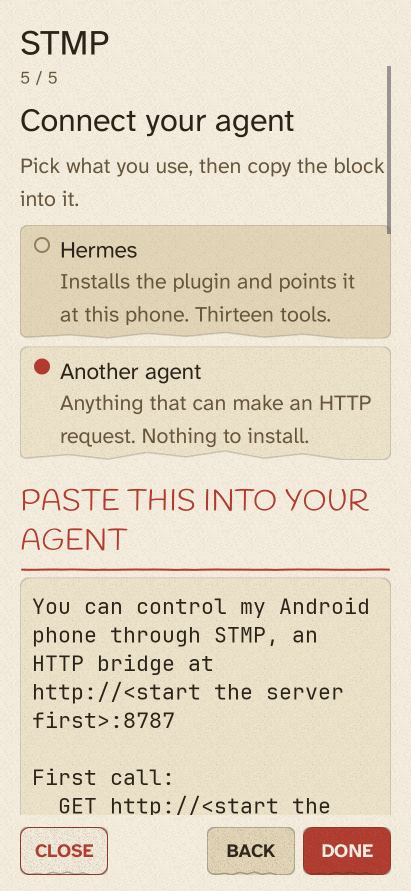 STMP
5 / 5
Connect your agent
Pick what you use, then copy the block
into it.
Hermes
Installs the plugin and points it
at this phone. Thirteen tools.
Another agent
Anything that can make an HTTP
request. Nothing to install.
PASTE THIS INTO YOUR
AGENT
You can control my Android
phone through STMP, an
HTTP bridge at
http://<start the server
first>:8787
First call:
GET http://<start the
CLOSE
BACK
DONE